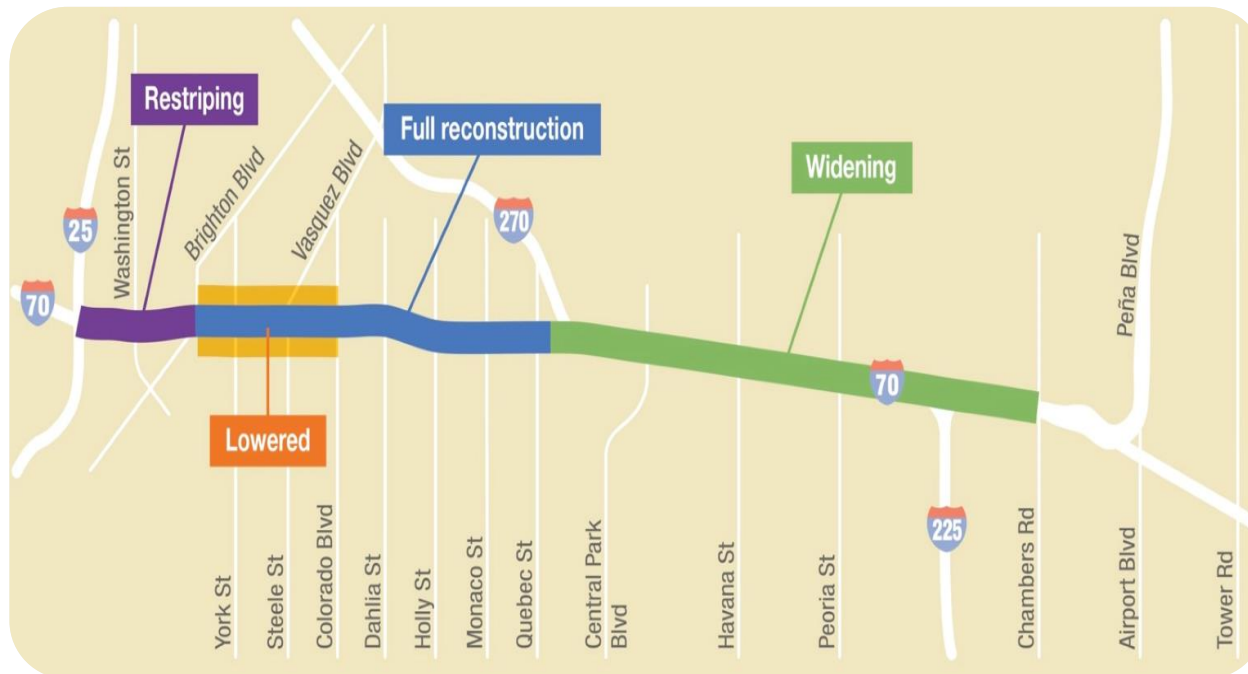 Restriping
Full reconstruction
Widening
Lowered
25
70
270
70
225
Washington St
Brighton Blvd
Vasquez Blvd
Peña Blvd
York St
Steele St
Colorado Blvd
Dahlia St
Holly St
Monaco St
Quebec St
Central Park
Blvd
Havana St
Peoria St
Chambers Rd
Airport Blvd
Tower Rd